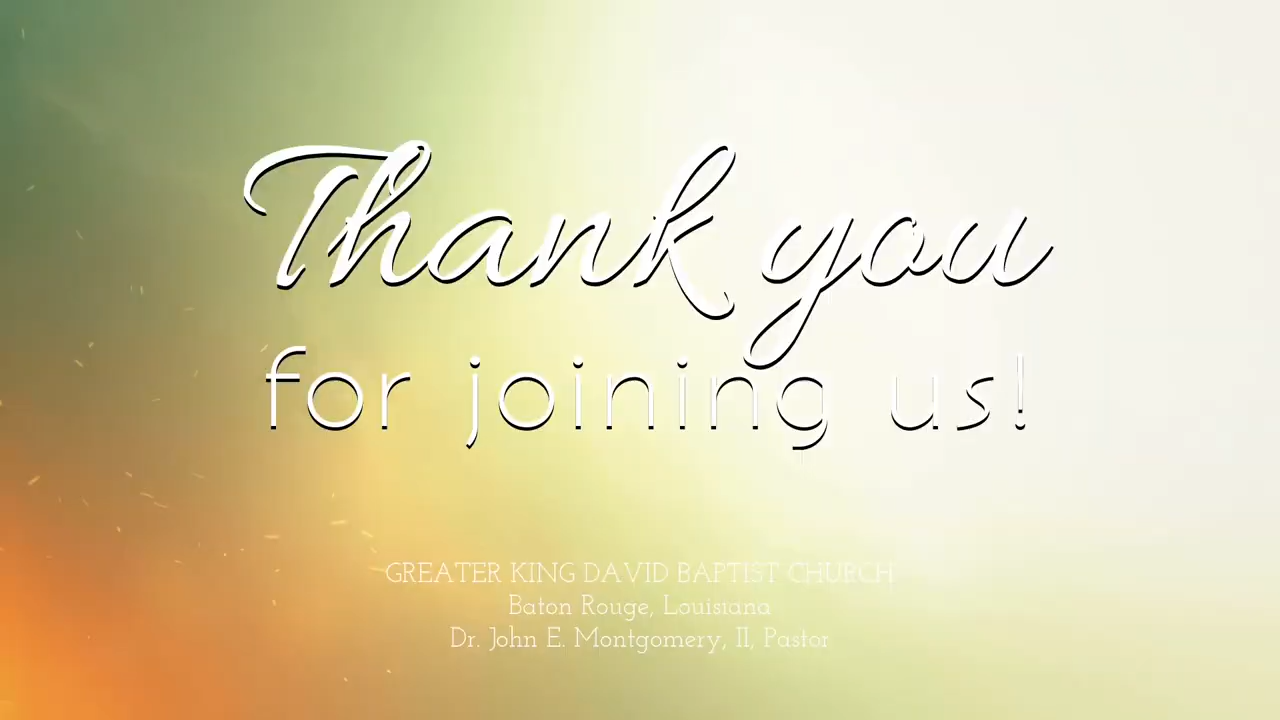 Thank you
for joining us!
GREATER KING DAVID BAPTIST CHURCH
Baton Rouge, Louisiana
Dr. John E. Montgomery, II, Pastor